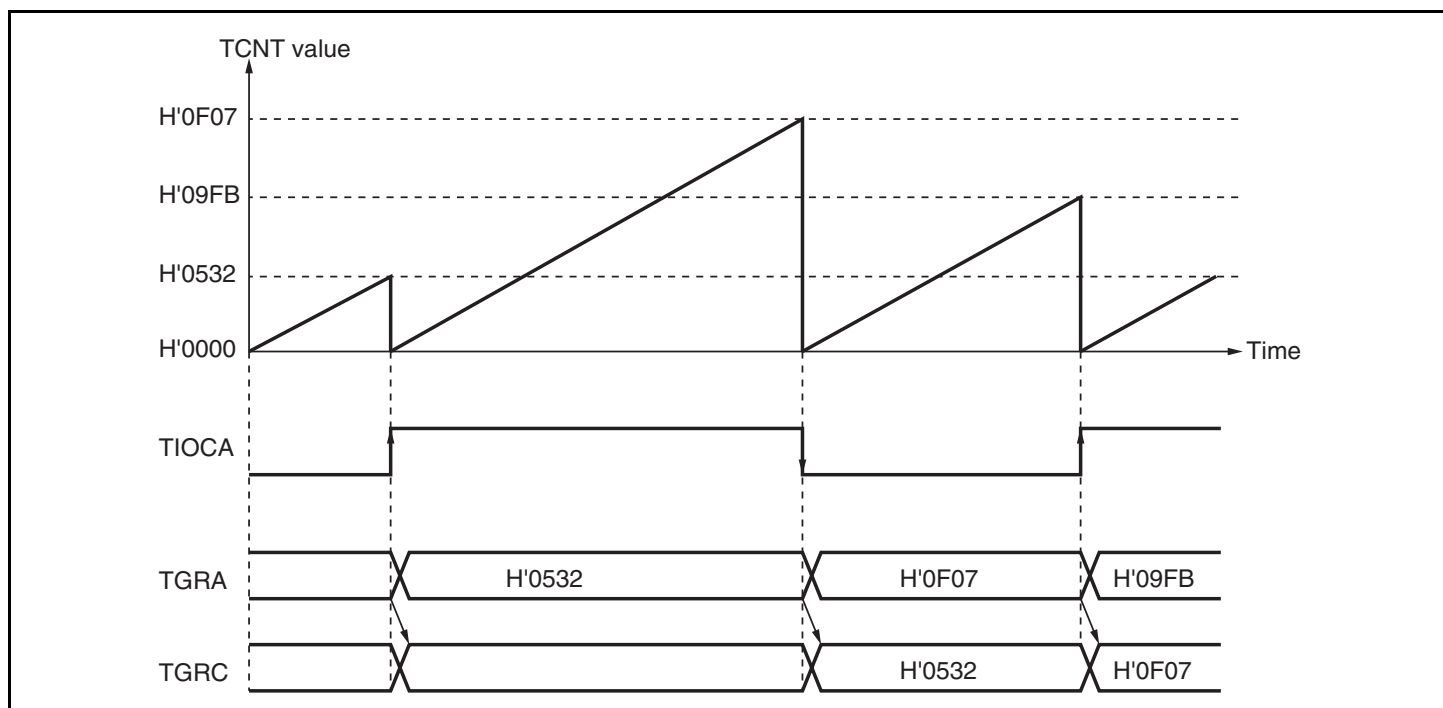 TCNT value
H'0F07
H'09FB
H'0532
H'0000
Time
TIOCA
TGRA
H'0532
H'0F07
H'09FB
TGRC
H'0532
H'0F07